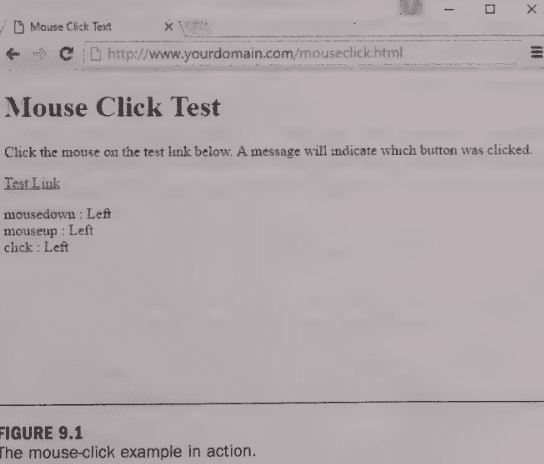 Mouse Click Text
http://www.yourdomain.com/mouseclick.html
Mouse Click Test
Click the mouse on the test link below. A message will indicate which button was clicked.
Test Link
mousedown : Left
mouseup : Left
click : Left
FIGURE 9.1
The mouse-click example in action.